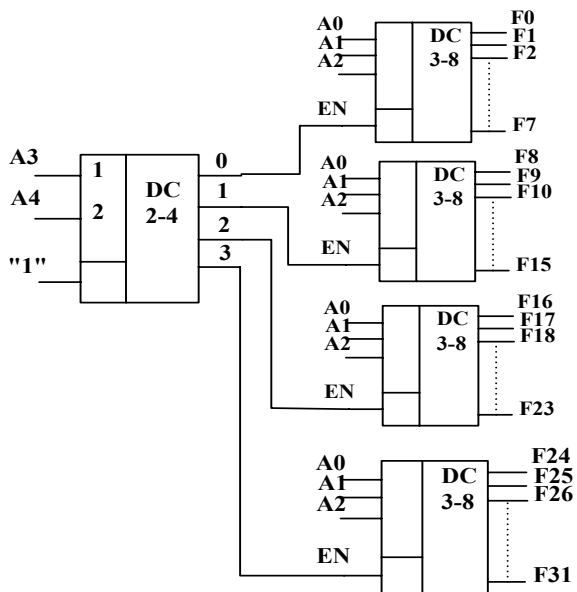 A3
A4
"1"
1
2
DC
2-4
0
1
2
3
A0
A1
A2
EN
DC
3-8
F0
F1
F2
F7
A0
A1
A2
EN
DC
3-8
F8
F9
F10
F15
A0
A1
A2
EN
DC
3-8
F16
F17
F18
F23
A0
A1
A2
EN
DC
3-8
F24
F25
F26
F31